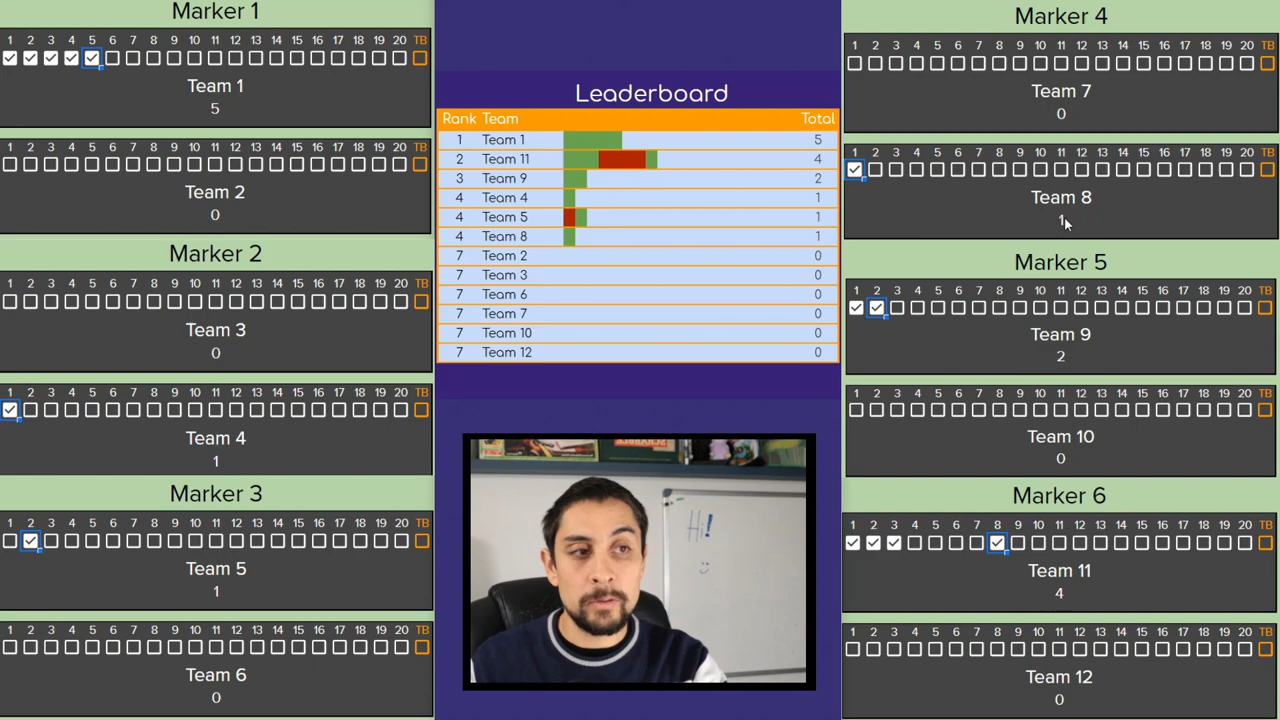 Marker 1
1 2 3 4 5 6 7 8 9 10 11 12 13 14 15 16 17 18 19 20 TB
Team 1
5
1 2 3 4 5 6 7 8 9 10 11 12 13 14 15 16 17 18 19 20 TB
Team 2
0
Marker 2
1 2 3 4 5 6 7 8 9 10 11 12 13 14 15 16 17 18 19 20 TB
Team 3
0
1 2 3 4 5 6 7 8 9 10 11 12 13 14 15 16 17 18 19 20 TB
Team 4
1
Marker 3
1 2 3 4 5 6 7 8 9 10 11 12 13 14 15 16 17 18 19 20 TB
Team 5
1
1 2 3 4 5 6 7 8 9 10 11 12 13 14 15 16 17 18 19 20 TB
Team 6
0
Leaderboard
Rank Team Total
1 Team 1 5
2 Team 11 4
3 Team 9 2
4 Team 4 1
4 Team 5 1
4 Team 8 1
7 Team 2 0
7 Team 3 0
7 Team 6 0
7 Team 7 0
7 Team 10 0
7 Team 12 0
SCRABBLE
Hi!
Marker 4
1 2 3 4 5 6 7 8 9 10 11 12 13 14 15 16 17 18 19 20 TB
Team 7
0
1 2 3 4 5 6 7 8 9 10 11 12 13 14 15 16 17 18 19 20 TB
Team 8
1
Marker 5
1 2 3 4 5 6 7 8 9 10 11 12 13 14 15 16 17 18 19 20 TB
Team 9
2
1 2 3 4 5 6 7 8 9 10 11 12 13 14 15 16 17 18 19 20 TB
Team 10
0
Marker 6
1 2 3 4 5 6 7 8 9 10 11 12 13 14 15 16 17 18 19 20 TB
Team 11
4
1 2 3 4 5 6 7 8 9 10 11 12 13 14 15 16 17 18 19 20 TB
Team 12
0